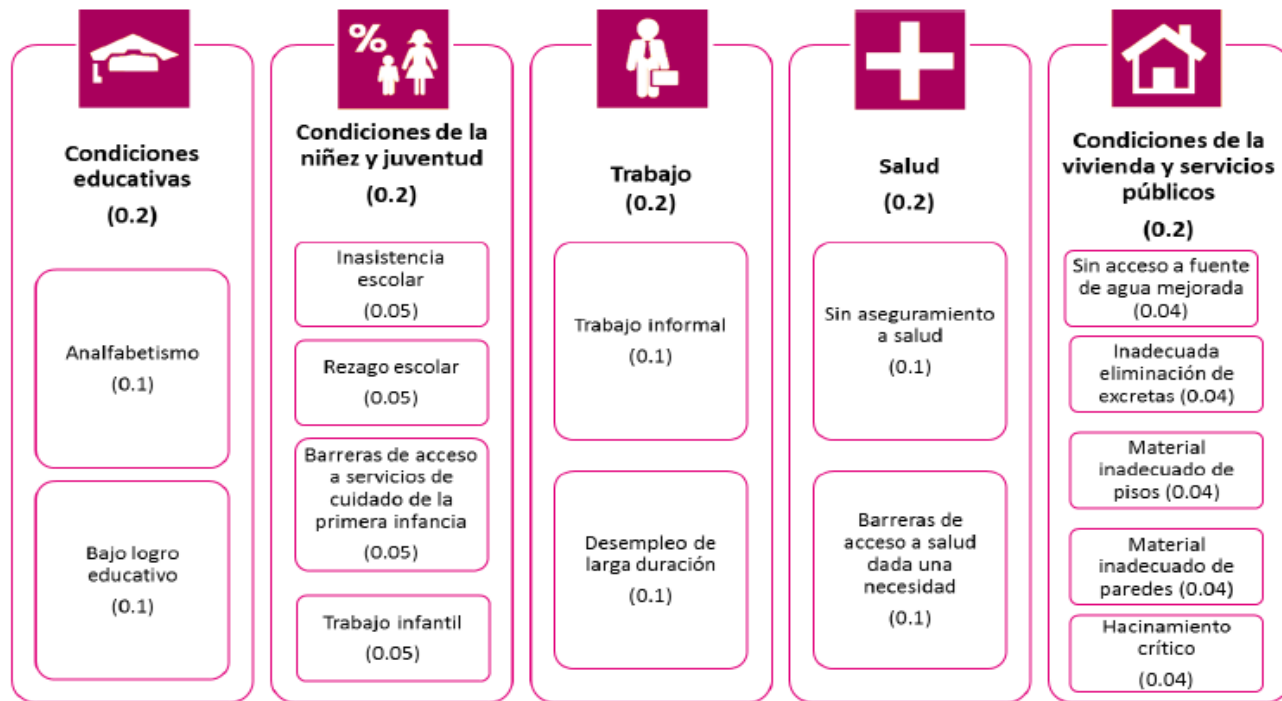 Condiciones
educativas
(0.2)
Analfabetismo
(0.1)
Bajo logro
educativo
(0.1)
%
Condiciones de la
niñez y juventud
(0.2)
Inasistencia
escolar
(0.05)
Rezago escolar
(0.05)
Barreras de acceso
a servicios de
cuidado de la
primera infancia
(0.05)
Trabajo infantil
(0.05)
Trabajo
(0.2)
Trabajo informal
(0.1)
Desempleo de
larga duración
(0.1)
Salud
(0.2)
Sin aseguramiento
a salud
(0.1)
Barreras de
acceso a salud
dada una
necesidad
(0.1)
Condiciones de la
vivienda y servicios
públicos
(0.2)
Sin acceso a fuente
de agua mejorada
(0.04)
Inadecuada
eliminación de
excretas (0.04)
Material
inadecuado de
pisos (0.04)
Material
inadecuado de
paredes (0.04)
Hacinamiento
crítico
(0.04)